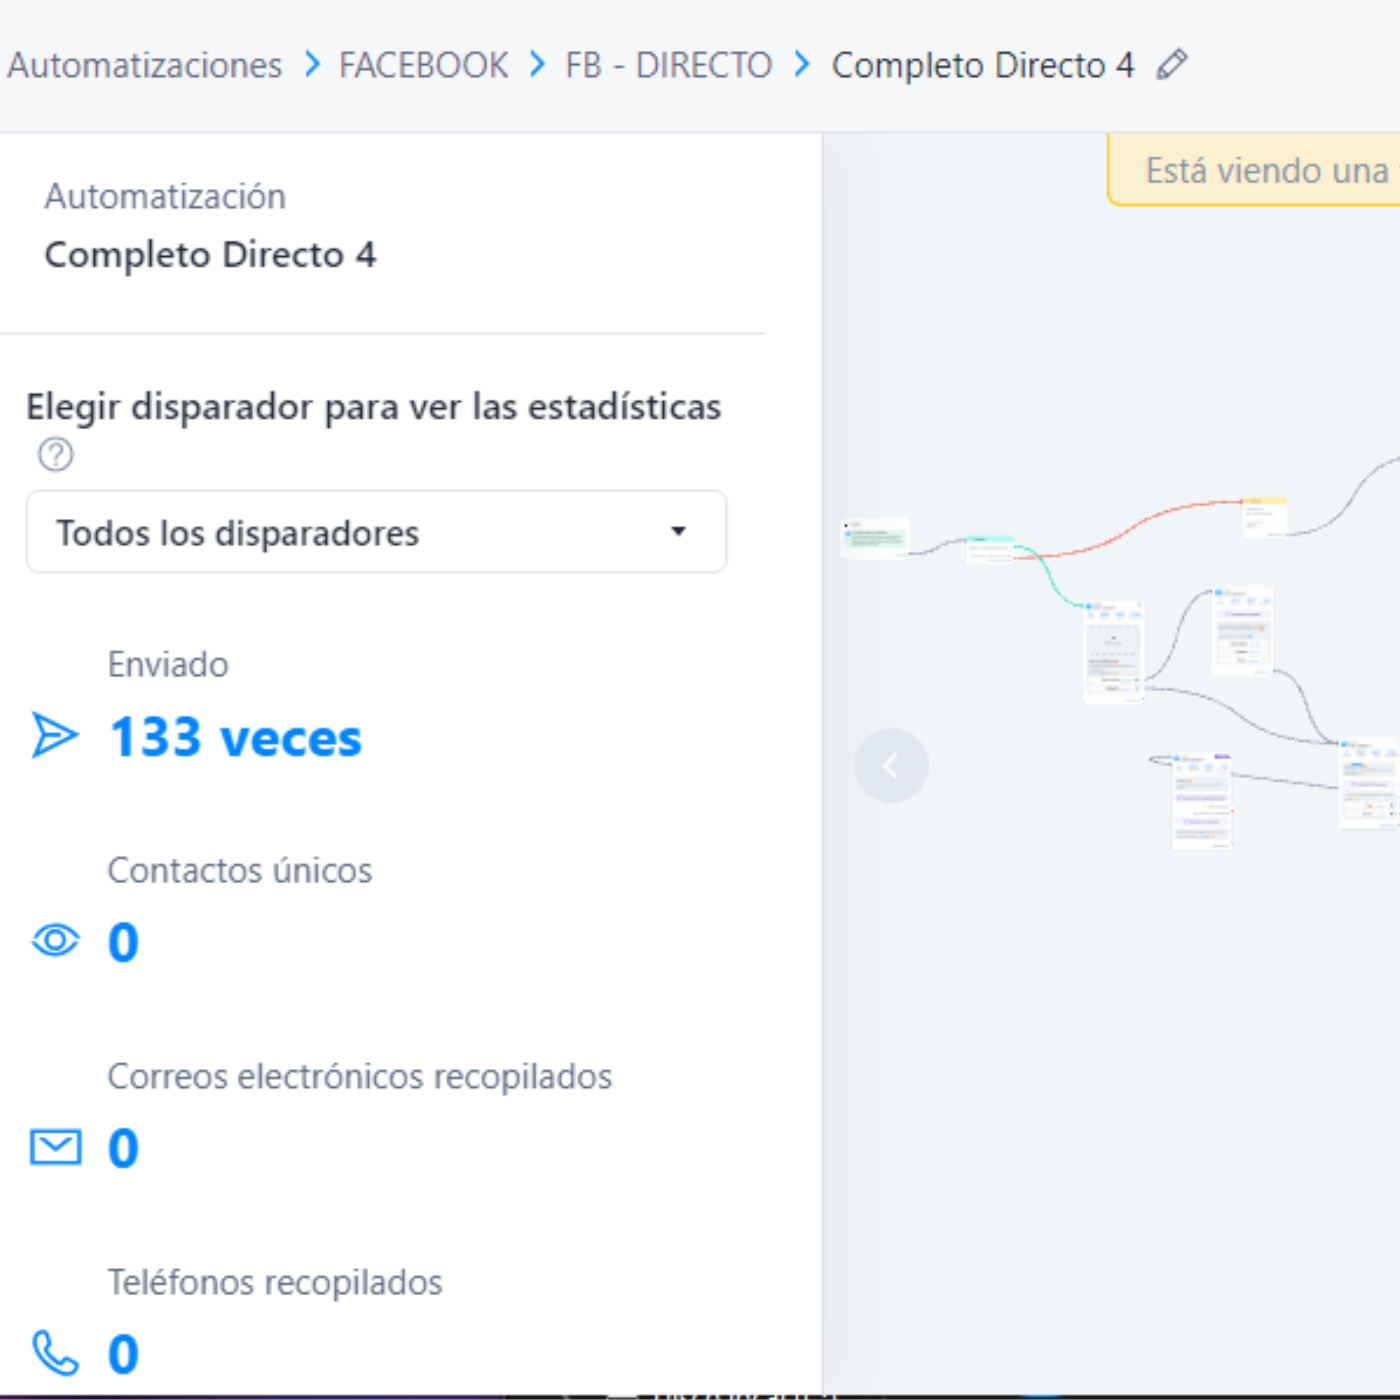 Automatizaciones > FACEBOOK > FB - DIRECTO > Completo Directo 4
Está viendo una
Automatización
Completo Directo 4
Elegir disparador para ver las estadísticas
?
Todos los disparadores
Enviado
133 veces
Contactos únicos
0
Correos electrónicos recopilados
0
Teléfonos recopilados
0